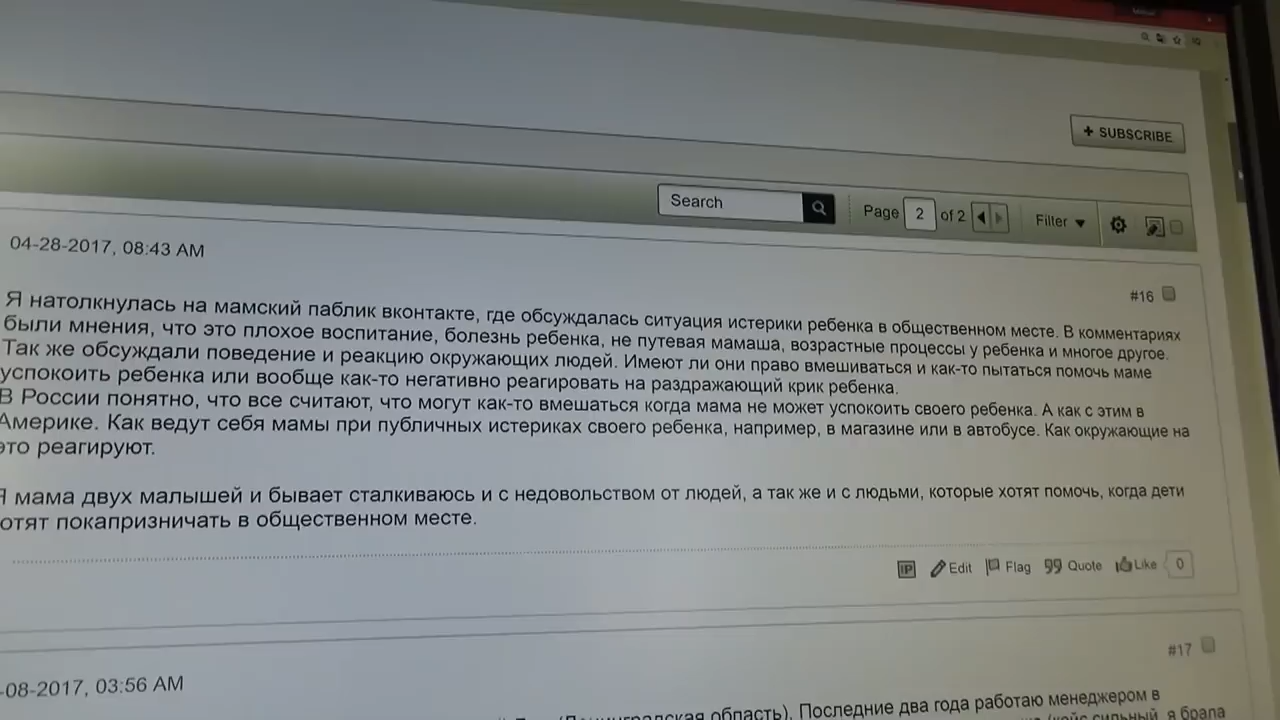 + SUBSCRIBE
Search
Page 2 of 2
Filter
04-28-2017, 08:43 AM
#16
Я натолкнулась на мамский паблик вконтакте, где обсуждалась ситуация истерики ребенка в общественном месте. В комментариях
были мнения, что это плохое воспитание, болезнь ребенка, не путевая мамаша, возрастные процессы у ребенка и многое другое.
Так же обсуждали поведение и реакцию окружающих людей. Имеют ли они право вмешиваться и как-то пытаться помочь маме
успокоить ребенка или вообще как-то негативно реагировать на раздражающий крик ребенка.
В России понятно, что все считают, что могут как-то вмешаться когда мама не может успокоить своего ребенка. А как с этим в
Америке. Как ведут себя мамы при публичных истериках своего ребенка, например, в магазине или в автобусе. Как окружающие на
это реагируют.
Я мама двух малышей и бывает сталкиваюсь и с недовольством от людей, а так же и с людьми, которые хотят помочь, когда дети
отят покапризничать в общественном месте.
IP Edit Flag Quote Like 0
#17
-08-2017, 03:56 AM
(Ленинградская область). Последние два года работаю менеджером в
сильный, я брала